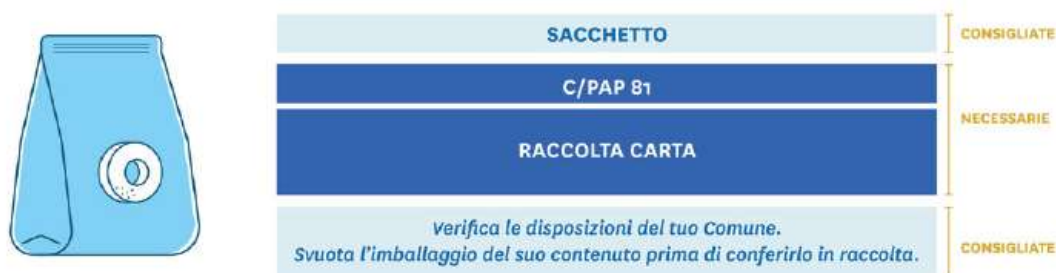 SACCHETTO
CONSIGLIATE
C/PAP 81
NECESSARIE
RACCOLTA CARTA
Verifica le disposizioni del tuo Comune.
Svuota l'imballaggio del suo contenuto prima di conferirlo in raccolta.
CONSIGLIATE